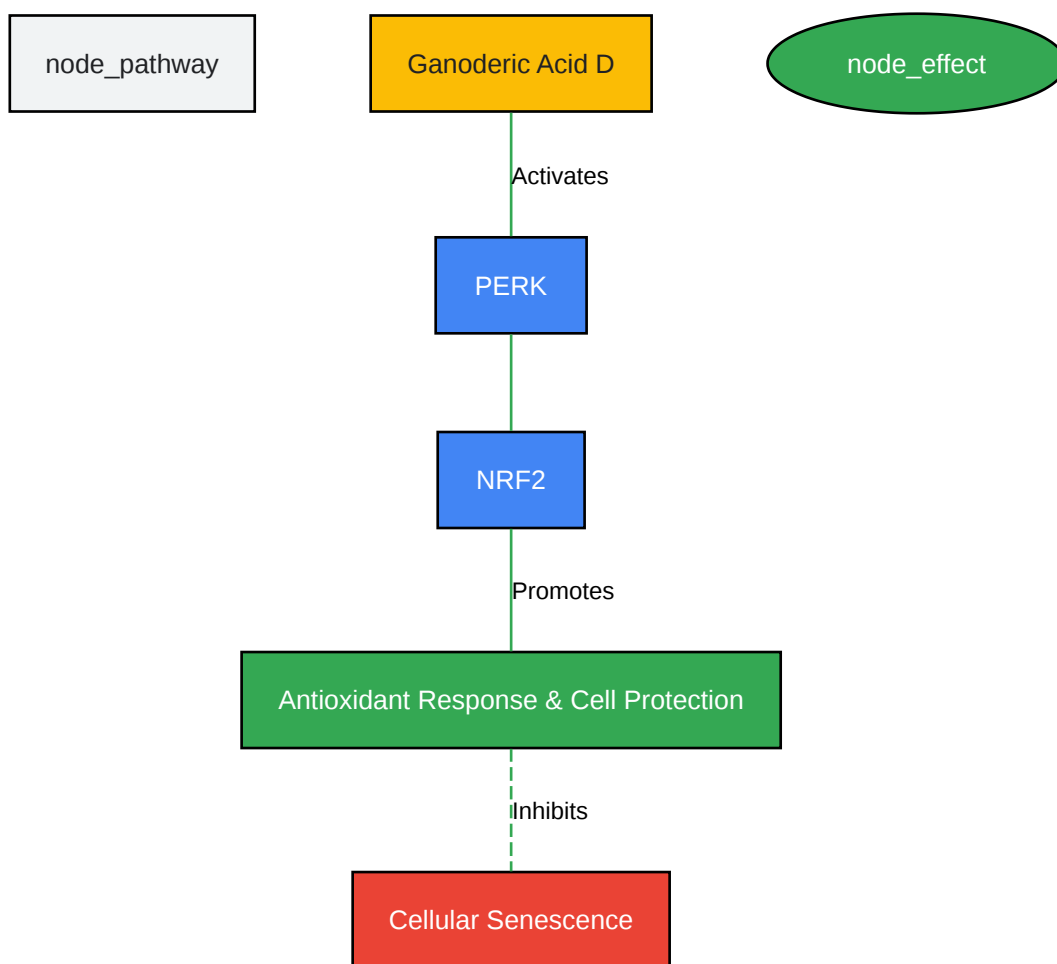 node_pathway
Ganoderic Acid D
node_effect
Activates
PERK
NRF2
Promotes
Antioxidant Response & Cell Protection
Inhibits
Cellular Senescence